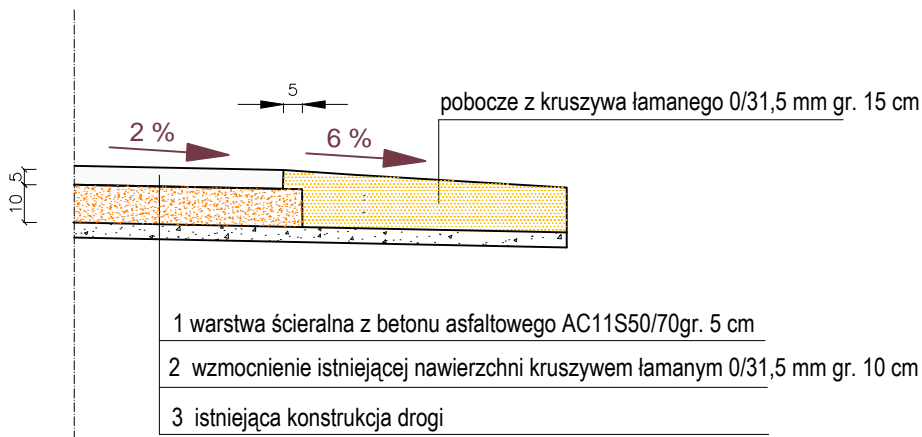 5
pobocze z kruszywa łamanego 0/31,5 mm gr. 15 cm
2 %
6 %
5
10
1 warstwa ścieralna z betonu asfaltowego AC11S50/70gr. 5 cm
2 wzmocnienie istniejącej nawierzchni kruszywem łamanym 0/31,5 mm gr. 10 cm
3 istniejąca konstrukcja drogi